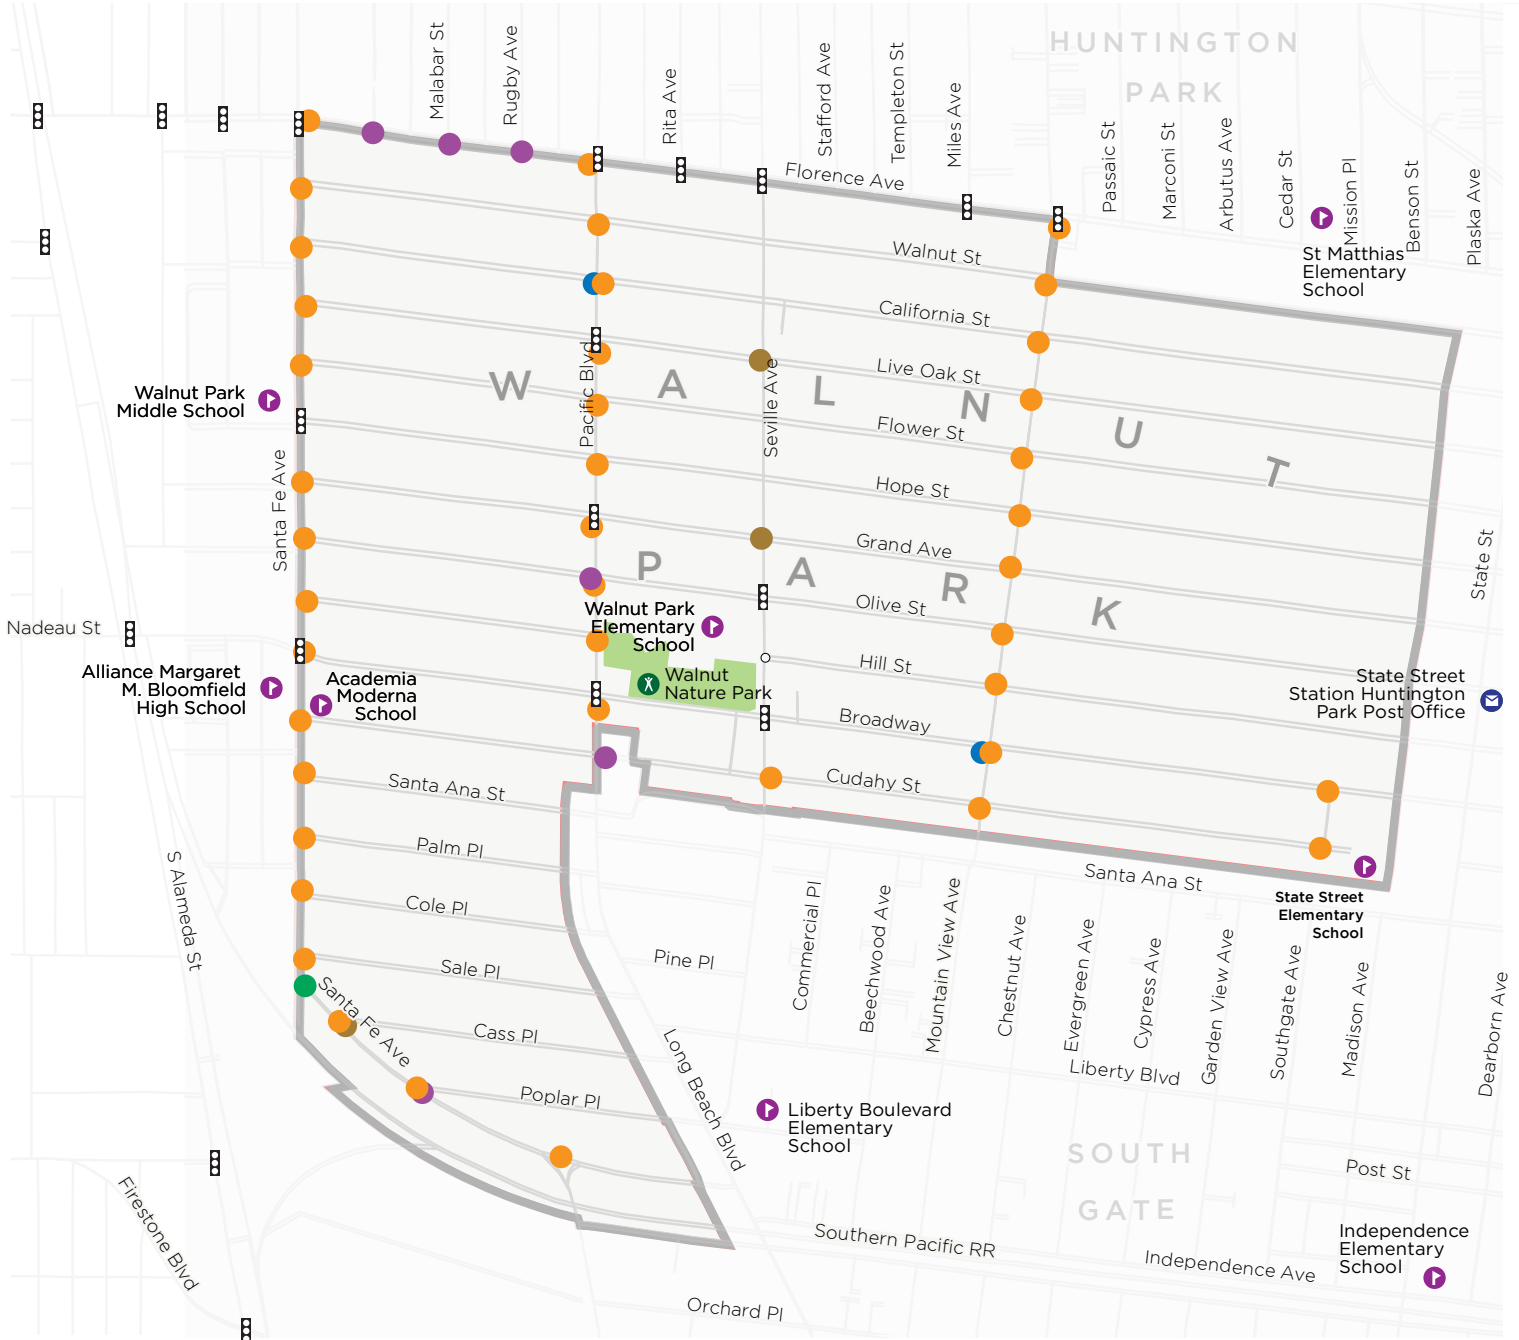 HUNTINGTON
PARK
Malabar St
Rugby Ave
Rita Ave
Stafford Ave
Templeton St
Miles Ave
Passaic St
Marconi St
Arbutus Ave
Cedar St
Mission Pl
Benson St
Plaska Ave
Florence Ave
St Matthias
Elementary
School
Walnut St
California St
Live Oak St
Flower St
Hope St
Grand Ave
Olive St
Hill St
Broadway
Cudahy St
WALNUT
PARK
Pacific Blvd
Seville Ave
Santa Fe Ave
State St
Walnut Park
Middle School
Nadeau St
Alliance Margaret
M. Bloomfield
High School
Academia
Moderna
School
Walnut Park
Elementary
School
Walnut
Nature Park
State Street
Station Huntington
Park Post Office
Santa Ana St
Palm Pl
Cole Pl
Sale Pl
Cass Pl
Poplar Pl
S Alameda St
Santa Fe Ave
Firestone Blvd
Santa Ana St
State Street
Elementary
School
Pine Pl
Commercial Pl
Beechwood Ave
Mountain View Ave
Chestnut Ave
Evergreen Ave
Cypress Ave
Garden View Ave
Southgate Ave
Madison Ave
Dearborn Ave
Long Beach Blvd
Liberty Blvd
Liberty Boulevard
Elementary
School
SOUTH
GATE
Post St
Southern Pacific RR
Independence Ave
Independence
Elementary
School
Orchard Pl